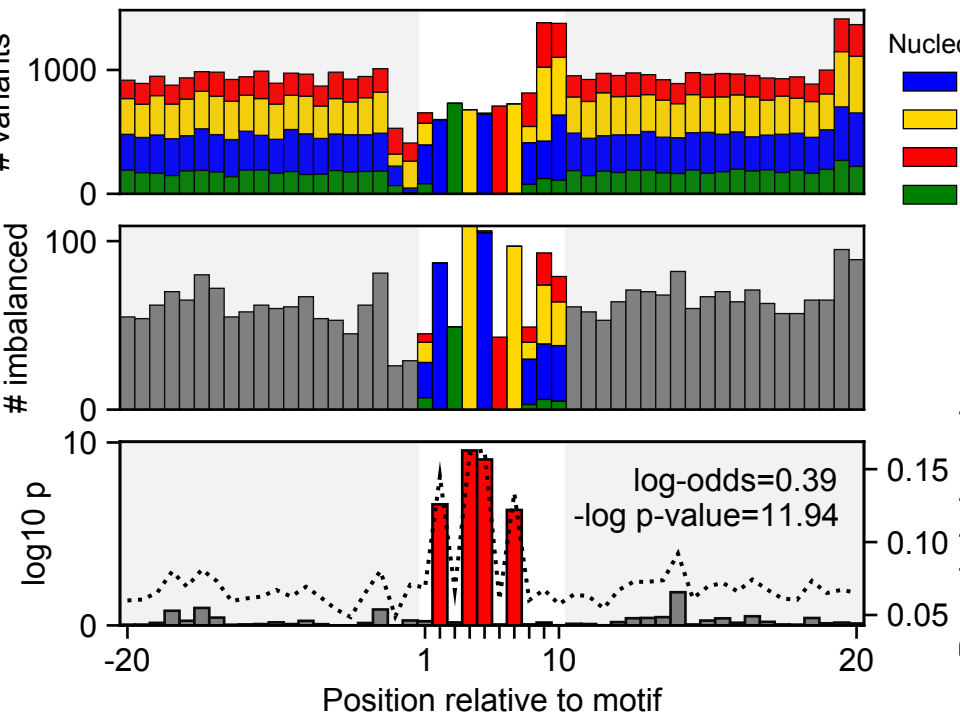 # variants
1000
0
# imbalanced
100
0
log10 p
10
0
log-odds=0.39
-log p-value=11.94
0.15
0.10
0.05
-20
1
10
20
Position relative to motif